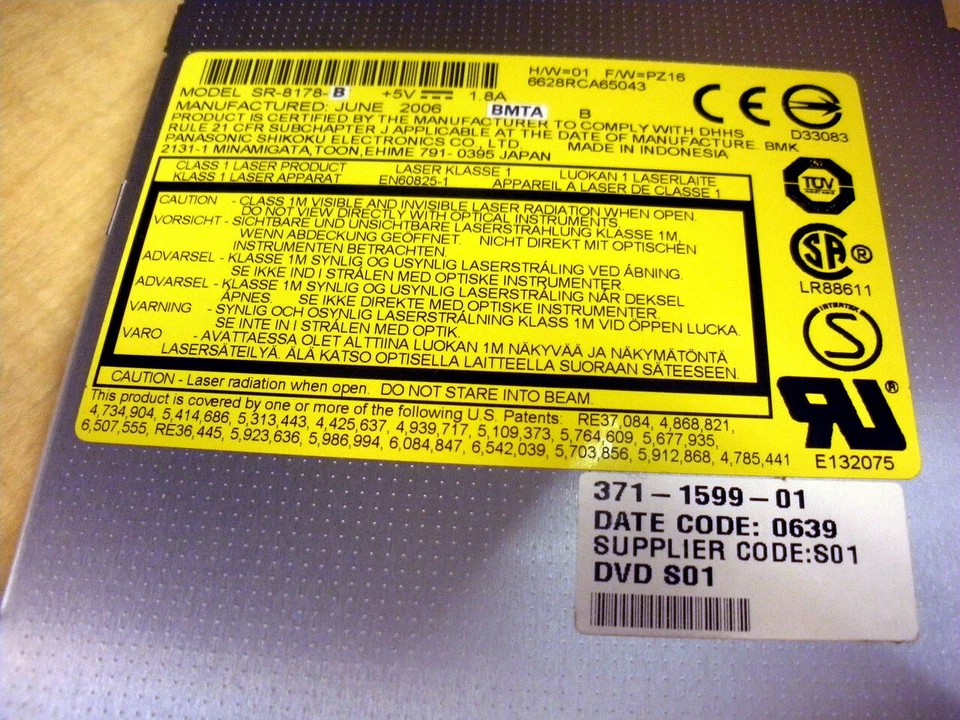 H/W=01 F/W=PZ16
6628RCA65043
MODEL SR-8178-B +5V 1.8A
MANUFACTURED: JUNE 2006 BMTA B
PRODUCT IS CERTIFIED BY THE MANUFACTURER TO COMPLY WITH DHHS
RULE 21 CFR SUBCHAPTER J APPLICABLE AT THE DATE OF MANUFACTURE. BMK
PANASONIC SHIKOKU ELECTRONICS CO., LTD. MADE IN INDONESIA
2131-1 MINAMIGATA, TOON, EHIME 791-0395 JAPAN
CE
D33083
TÜV
CLASS 1 LASER PRODUCT LASER KLASSE 1 LUOKAN 1 LASERLAITE
KLASS 1 LASER APPARAT EN60825-1 APPAREIL A LASER DE CLASSE 1
CAUTION - CLASS 1M VISIBLE AND INVISIBLE LASER RADIATION WHEN OPEN.
DO NOT VIEW DIRECTLY WITH OPTICAL INSTRUMENTS.
VORSICHT - SICHTBARE UND UNSICHTBARE LASERSTRAHLUNG KLASSE 1M,
WENN ABDECKUNG GEÖFFNET. NICHT DIREKT MIT OPTISCHEN
INSTRUMENTEN BETRACHTEN.
ADVARSEL - KLASSE 1M SYNLIG OG USYNLIG LASERSTRÅLING VED ÅBNING.
SE IKKE IND I STRÅLEN MED OPTISKE INSTRUMENTER.
ADVARSEL - KLASSE 1M SYNLIG OG USYNLIG LASERSTRÅLING NÅR DEKSEL
ÅPNES. SE IKKE DIREKTE MED OPTISKE INSTRUMENTER.
VARNING - SYNLIG OCH OSYNLIG LASERSTRÅLNING KLASS 1M VID ÖPPEN LUCKA.
SE INTE IN I STRÅLEN MED OPTIK.
VARO - AVATTAESSA OLET ALTTIINA LUOKAN 1M NÄKYVÄÄ JA NÄKYMÄTÖNTÄ
LASERSÄTEILYÄ, ÄLÄ KATSO OPTISELLA LAITTEELLA SUORAAN SÄTEESEEN.
SA ®
LR88611
INTERTEK
S
CAUTION - Laser radiation when open. DO NOT STARE INTO BEAM.
This product is covered by one or more of the following U.S. Patents: RE37,084, 4,868,821,
4,734,904, 5,414,686, 5,313,443, 4,425,637, 4,939,717, 5,109,373, 5,764,609, 5,677,935,
6,507,555, RE36,445, 5,923,636, 5,986,994, 6,084,847, 6,542,039, 5,703,856, 5,912,868, 4,785,441
RU ®
E132075
371-1599-01
DATE CODE: 0639
SUPPLIER CODE:S01
DVD S01